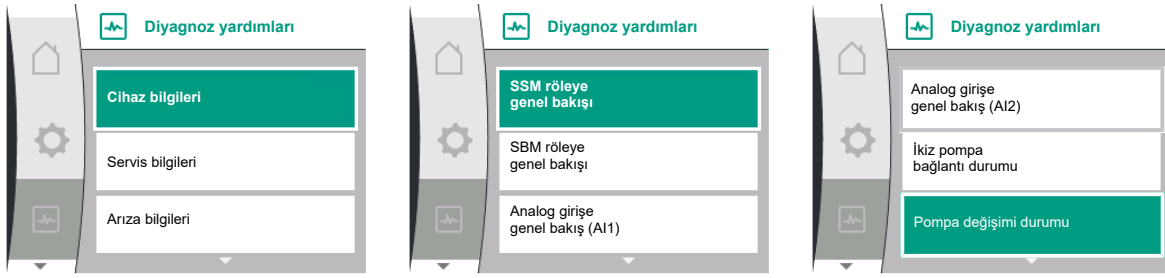 Diyagnoz yardımları
Cihaz bilgileri
Servis bilgileri
Arıza bilgileri
Diyagnoz yardımları
SSM röleye
genel bakışı
SBM röleye
genel bakışı
Analog girişe
genel bakış (AI1)
Diyagnoz yardımları
Analog girişe
genel bakış (AI2)
İkiz pompa
bağlantı durumu
Pompa değişimi durumu